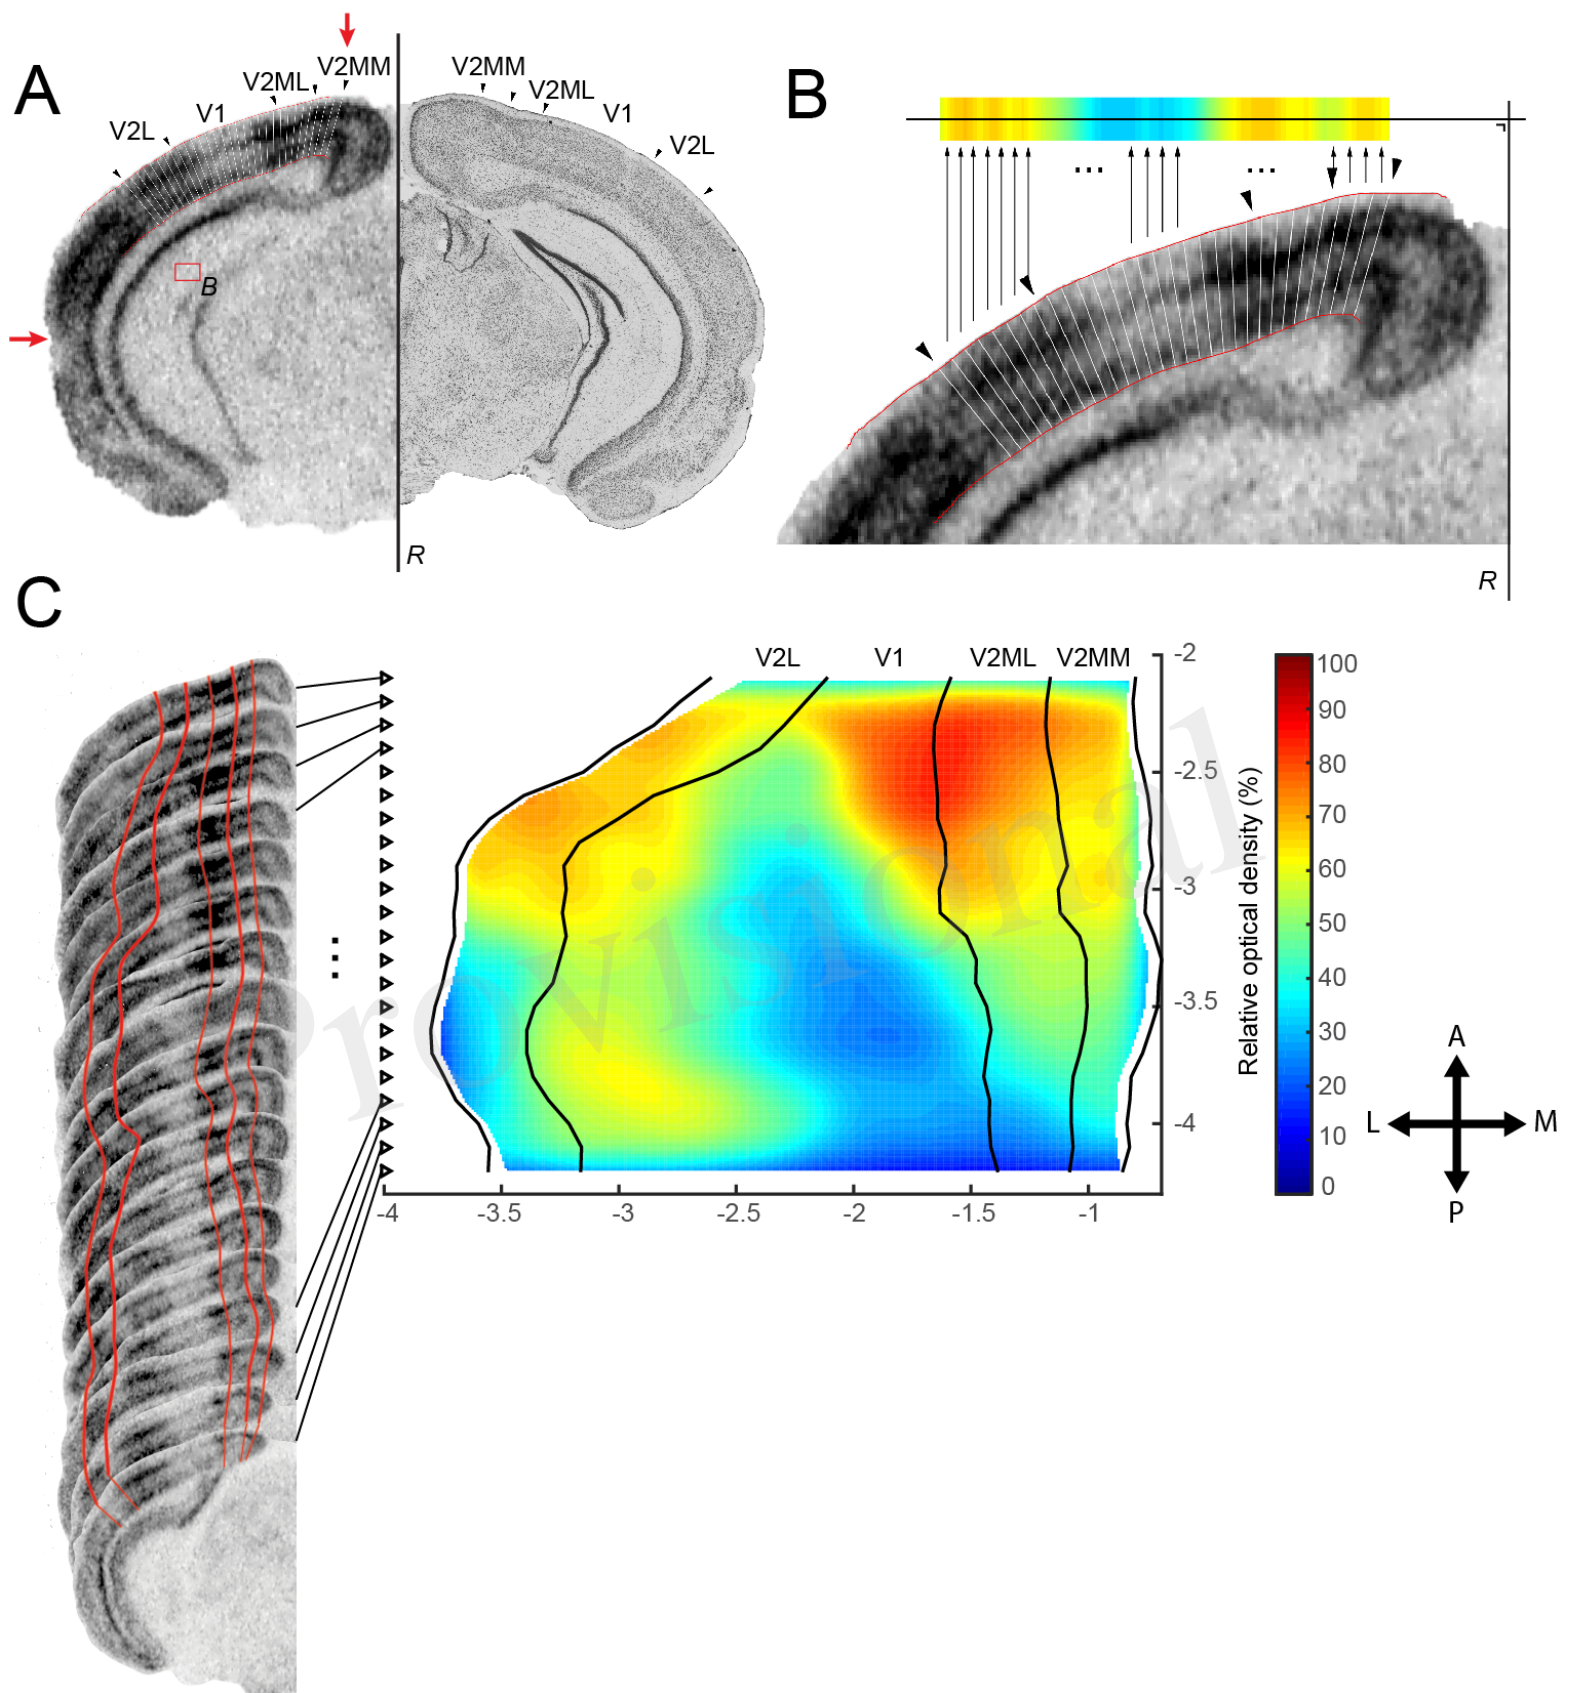 A
V2MM
V2ML
V1
V2L
V2MM
V2ML
V1
V2L
B
R
B
...
...
R
C
V2L
V1
V2ML
V2MM
-2
-2.5
-3
-3.5
-4
-4
-3.5
-3
-2.5
-2
-1.5
-1
Relative optical density (%)
100
90
80
70
60
50
40
30
20
10
0
A
L
M
P
Provisional